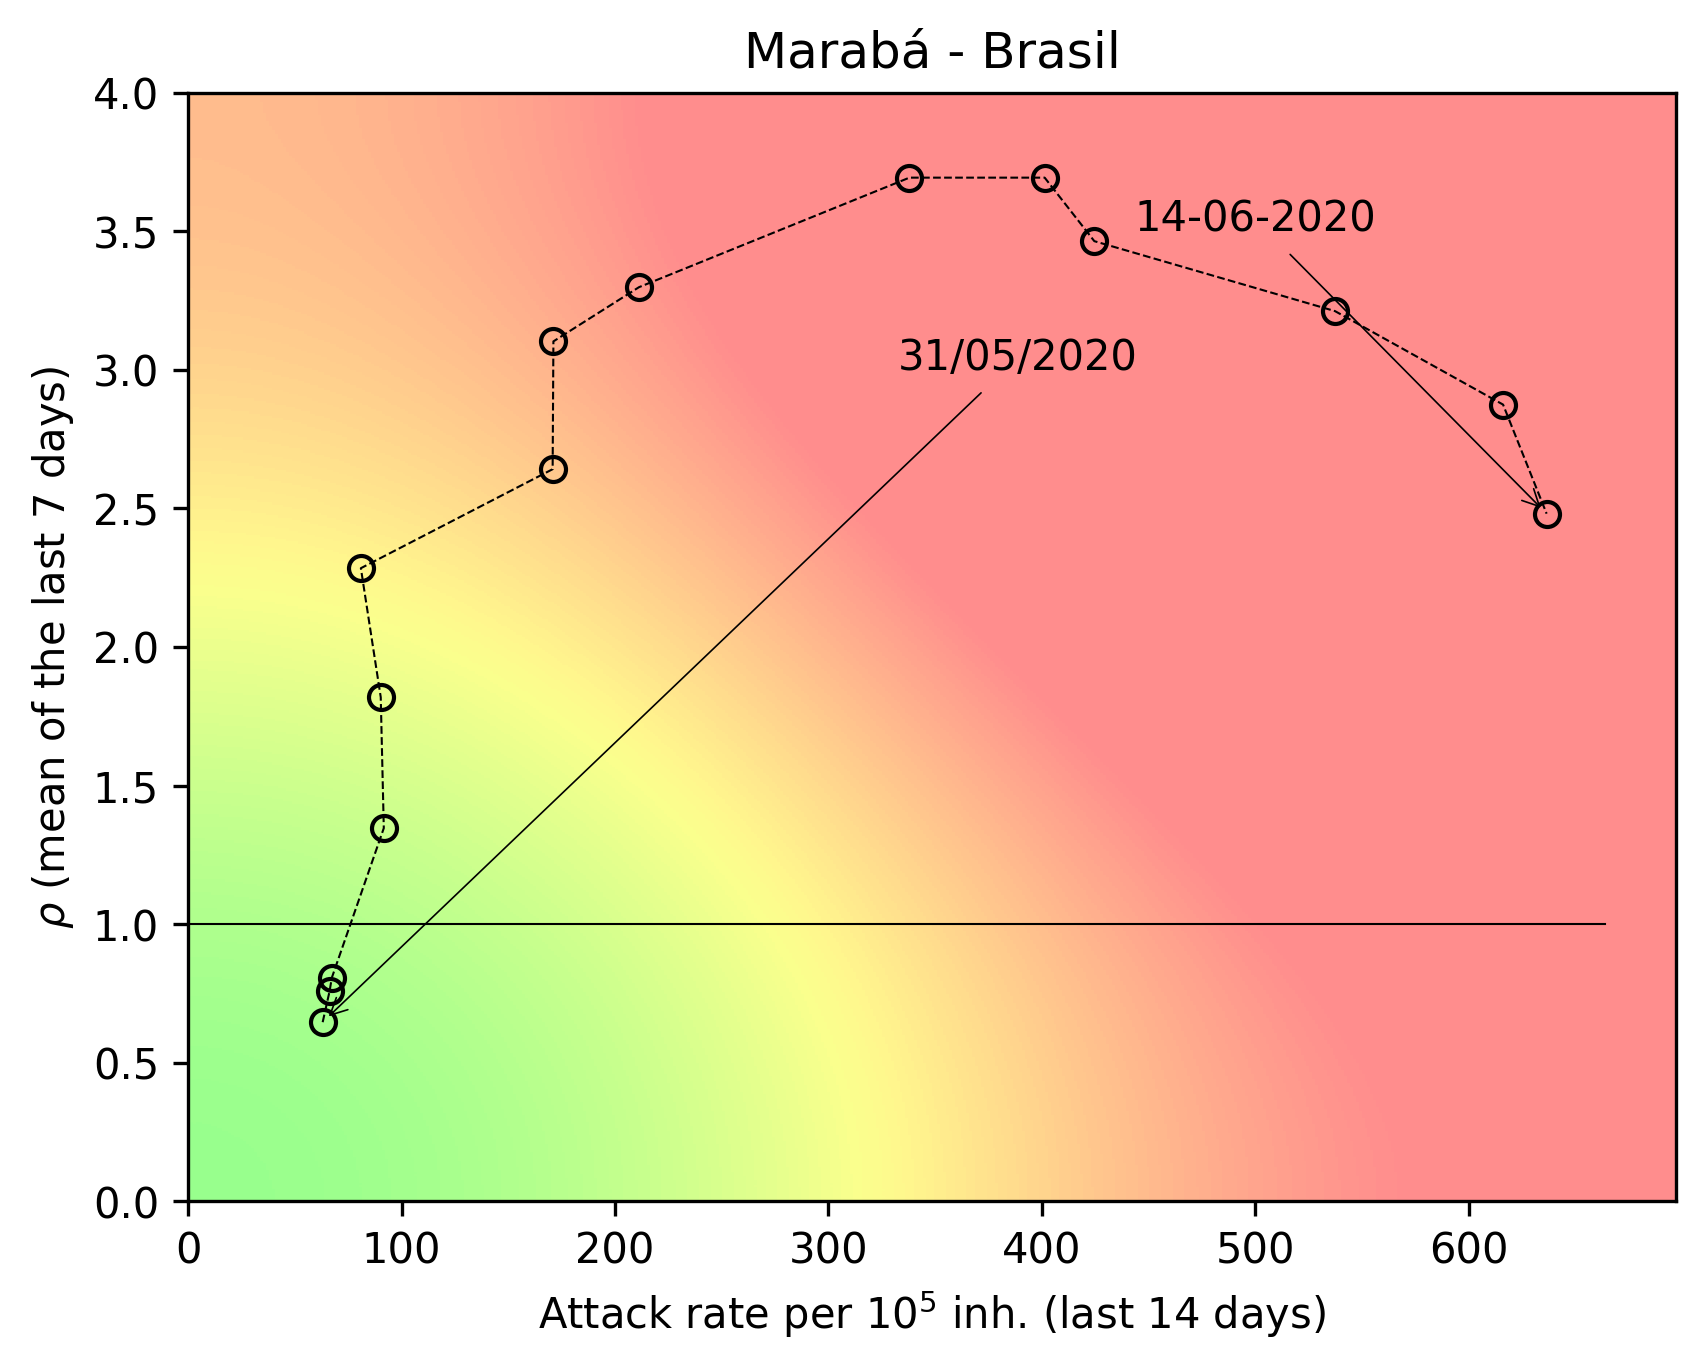 Marabá - Brasil
4.0
3.5
3.0
2.5
2.0
1.5
1.0
0.5
0.0
ρ (mean of the last 7 days)
14-06-2020
31/05/2020
0 100 200 300 400 500 600
Attack rate per 10⁵ inh. (last 14 days)